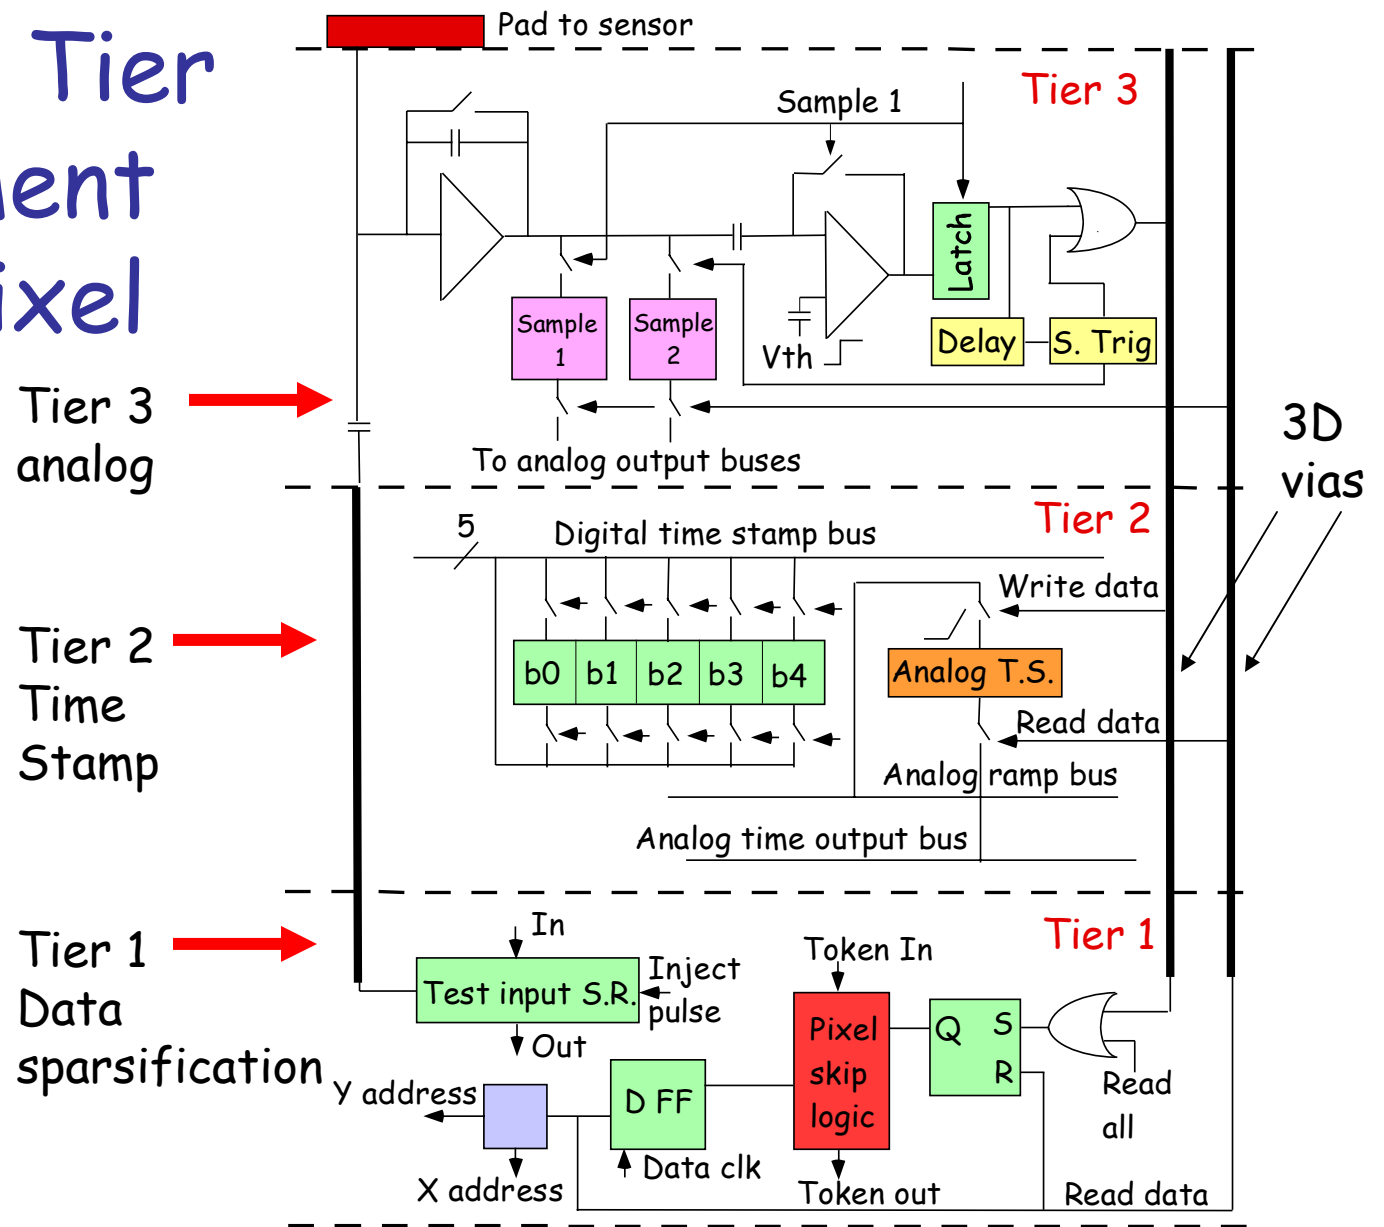 Tier
Pad to sensor
Tier 3
Sample 1
Latch
Sample
1
Sample
2
Vth
Delay
S. Trig
To analog output buses
Tier 3
analog
3D
vias
Tier 2
5
Digital time stamp bus
Write data
b0
b1
b2
b3
b4
Analog T.S.
Read data
Analog ramp bus
Analog time output bus
Tier 2
Time
Stamp
Tier 1
In
Token In
Test input S.R.
Inject
pulse
Out
Pixel
skip
logic
Q
S
R
Read
all
Tier 1
Data
sparsification
Y address
D FF
Data clk
X address
Token out
Read data